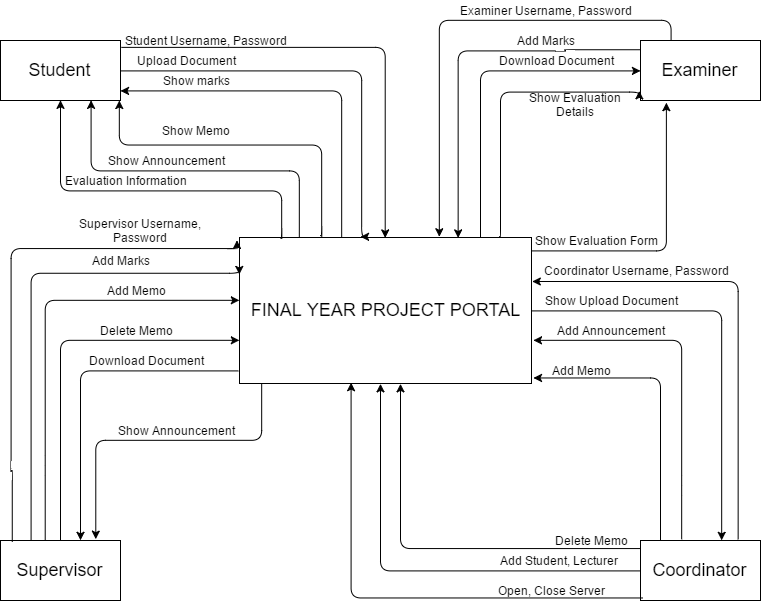 Examiner Username, Password
Student Username, Password
Add Marks
Upload Document
Download Document
Student
Examiner
Show marks
Show Evaluation
Details
Show Memo
Show Announcement
Evaluation Information
Supervisor Username,
Password
Show Evaluation Form
Add Marks
Coordinator Username, Password
Add Memo
Show Upload Document
FINAL YEAR PROJECT PORTAL
Delete Memo
Add Announcement
Download Document
Add Memo
Show Announcement
Delete Memo
Add Student, Lecturer
Supervisor
Coordinator
Open, Close Server